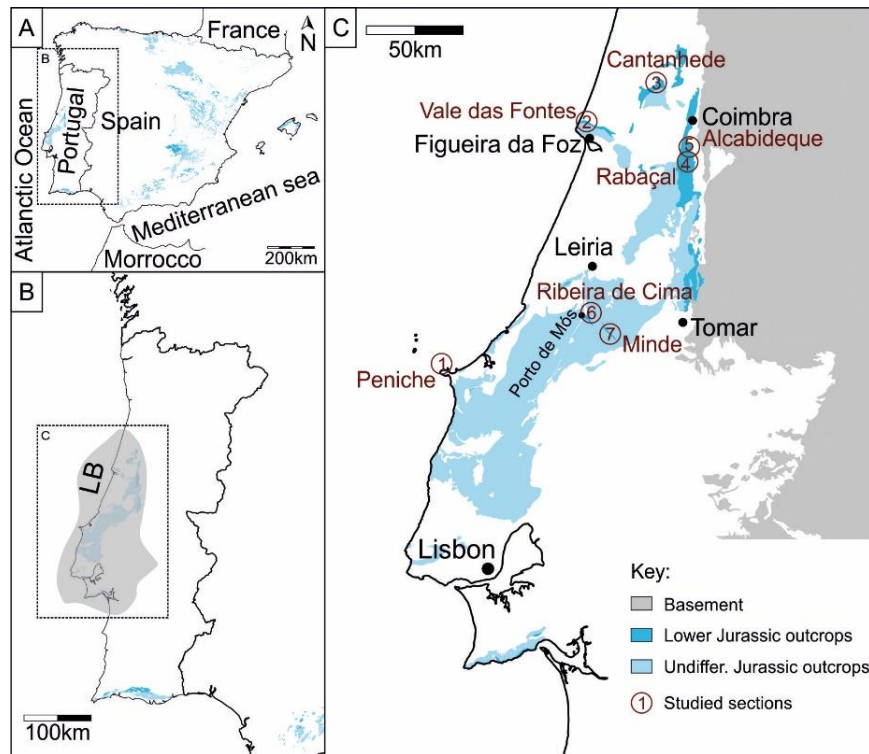 A
France
N
B
Atlanctic Ocean
Portugal
Spain
Mediterranean sea
Morrocco
200km
B
C
LB
100km
C
50km
Cantanhede
3
Vale das Fontes
2
Coimbra
Figueira da Foz
5
Alcabideque
4
Rabaçal
Leiria
Ribeira de Cima
6
Porto de Mós
7
Minde
Tomar
1
Peniche
Lisbon
Key:
Basement
Lower Jurassic outcrops
Undiffer. Jurassic outcrops
1 Studied sections